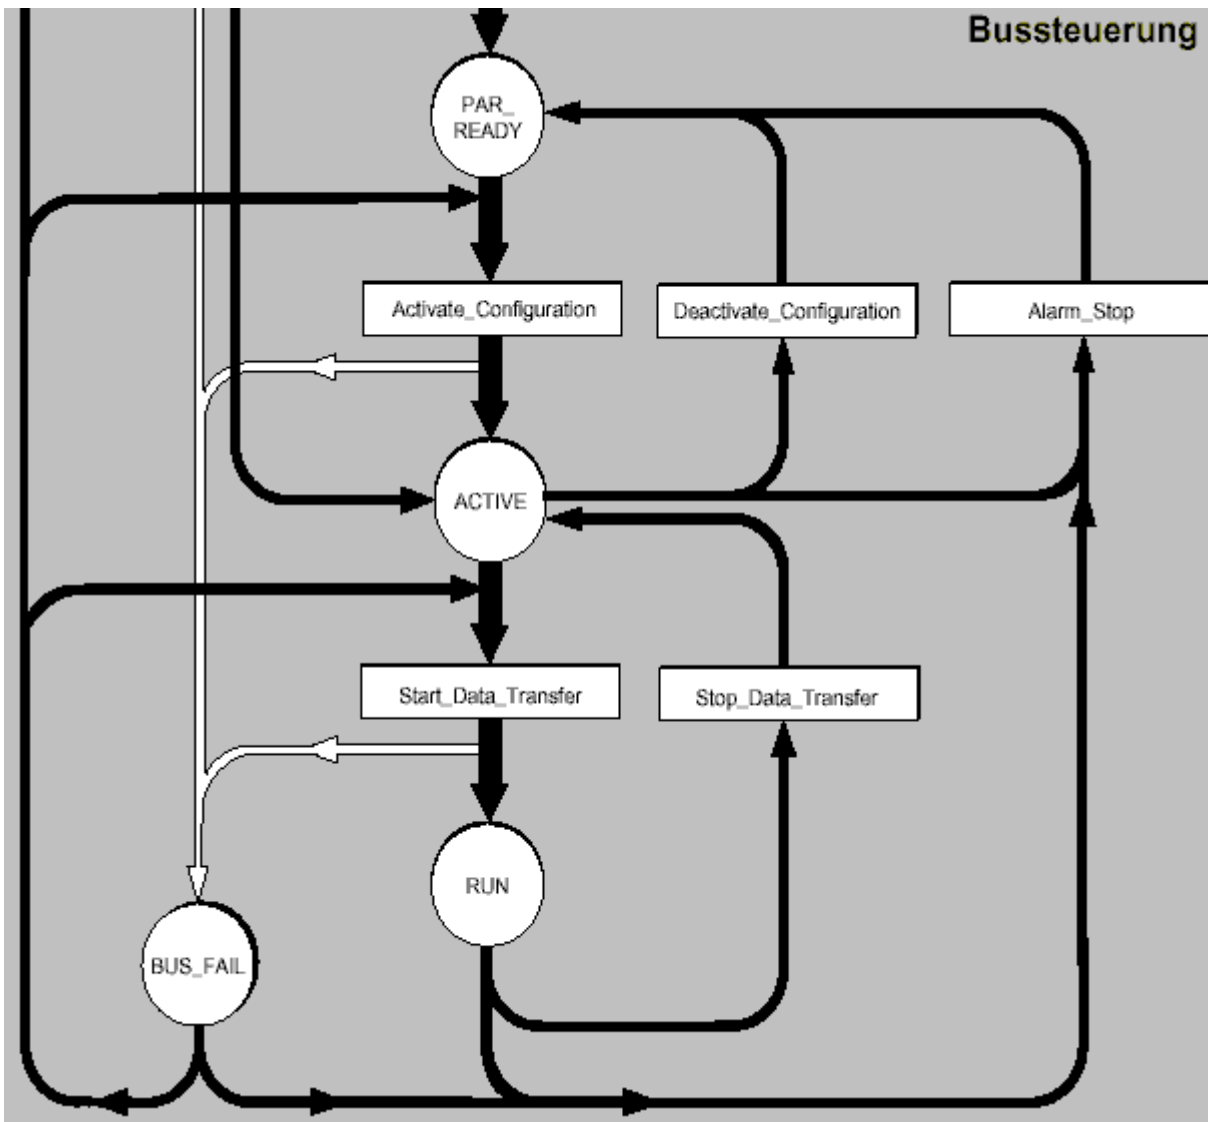 Bussteuerung
PAR_
READY
Activate_Configuration
Deactivate_Configuration
Alarm_Stop
ACTIVE
Start_Data_Transfer
Stop_Data_Transfer
RUN
BUS_FAIL